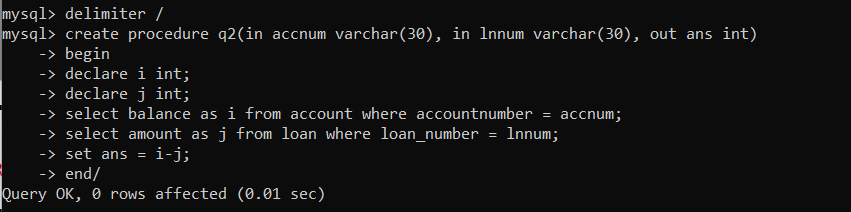 mysql> delimiter /
mysql> create procedure q2(in accnum varchar(30), in lnnum varchar(30), out ans int)
    -> begin
    -> declare i int;
    -> declare j int;
    -> select balance as i from account where accountnumber = accnum;
    -> select amount as j from loan where loan_number = lnnum;
    -> set ans = i-j;
    -> end/
Query OK, 0 rows affected (0.01 sec)